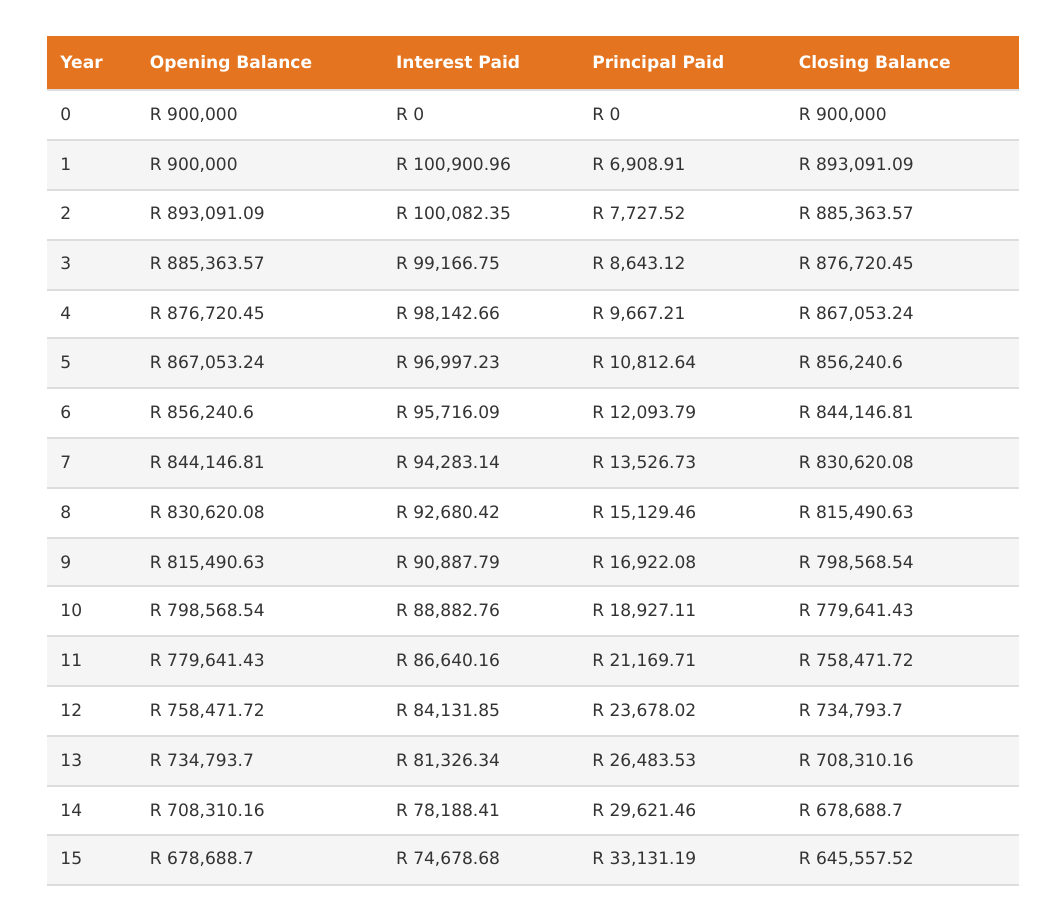 Year Opening Balance Interest Paid Principal Paid Closing Balance
0 R 900,000 R 0 R 0 R 900,000
1 R 900,000 R 100,900.96 R 6,908.91 R 893,091.09
2 R 893,091.09 R 100,082.35 R 7,727.52 R 885,363.57
3 R 885,363.57 R 99,166.75 R 8,643.12 R 876,720.45
4 R 876,720.45 R 98,142.66 R 9,667.21 R 867,053.24
5 R 867,053.24 R 96,997.23 R 10,812.64 R 856,240.6
6 R 856,240.6 R 95,716.09 R 12,093.79 R 844,146.81
7 R 844,146.81 R 94,283.14 R 13,526.73 R 830,620.08
8 R 830,620.08 R 92,680.42 R 15,129.46 R 815,490.63
9 R 815,490.63 R 90,887.79 R 16,922.08 R 798,568.54
10 R 798,568.54 R 88,882.76 R 18,927.11 R 779,641.43
11 R 779,641.43 R 86,640.16 R 21,169.71 R 758,471.72
12 R 758,471.72 R 84,131.85 R 23,678.02 R 734,793.7
13 R 734,793.7 R 81,326.34 R 26,483.53 R 708,310.16
14 R 708,310.16 R 78,188.41 R 29,621.46 R 678,688.7
15 R 678,688.7 R 74,678.68 R 33,131.19 R 645,557.52